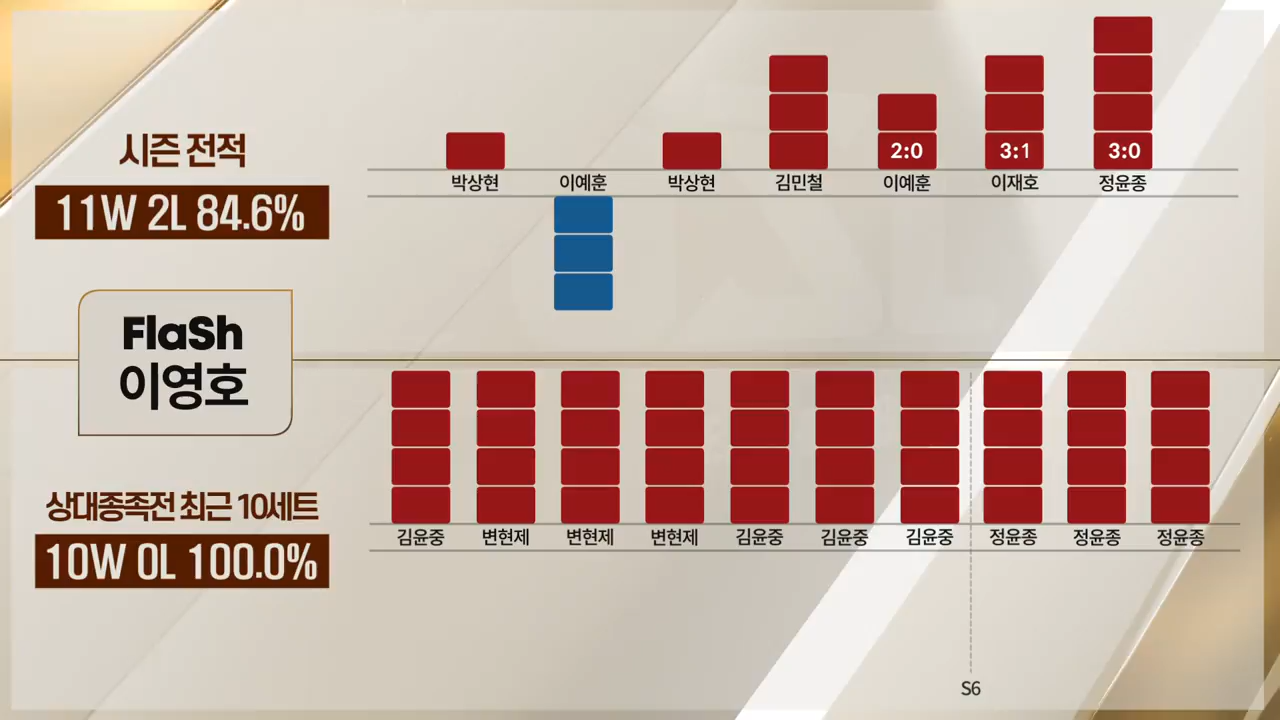 시즌 전적
11W 2L 84.6%
2:0 3:1 3:0
박상현 이예훈 박상현 김민철 이예훈 이재호 정윤종
FlaSh
이영호
상대종족전 최근 10세트
10W 0L 100.0%
김윤중 변현제 변현제 변현제 김윤중 김윤중 김윤중 정윤종 정윤종 정윤종
S6